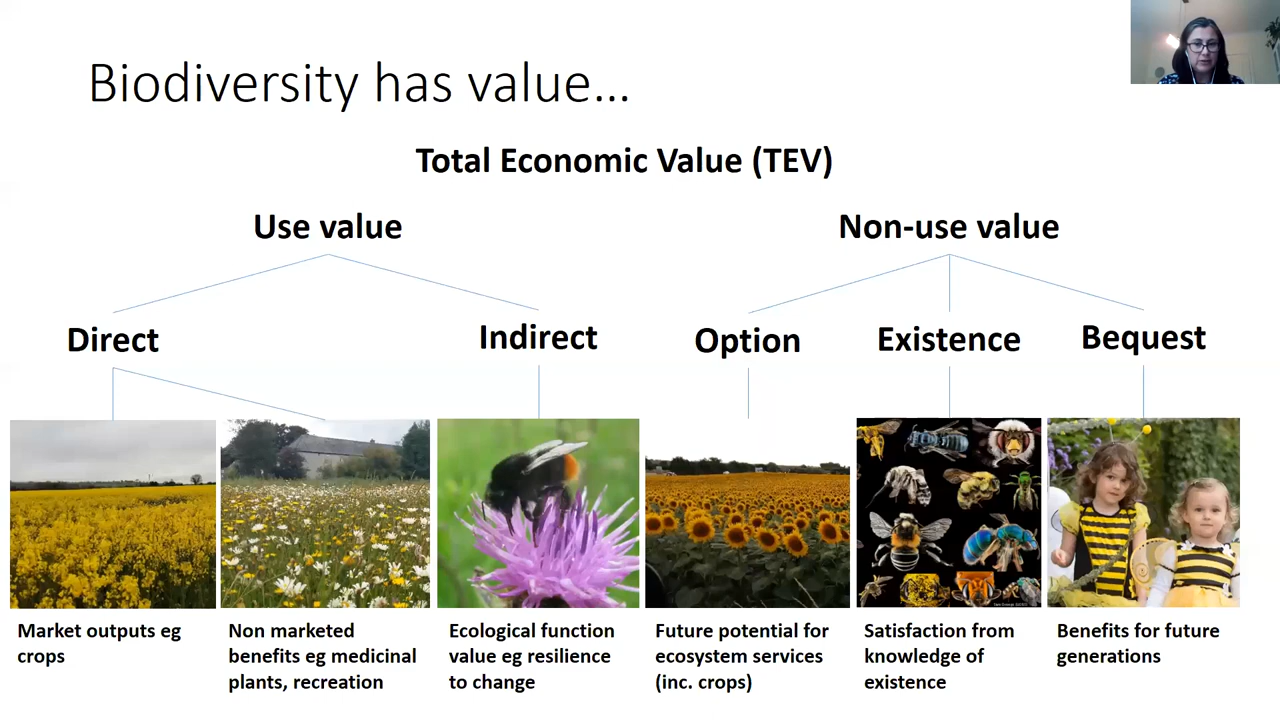 Biodiversity has value...
Total Economic Value (TEV)
Use value
Non-use value
Direct
Indirect
Option
Existence
Bequest
Market outputs eg
crops
Non marketed
benefits eg medicinal
plants, recreation
Ecological function
value eg resilience
to change
Future potential for
ecosystem services
(inc. crops)
Satisfaction from
knowledge of
existence
Benefits for future
generations